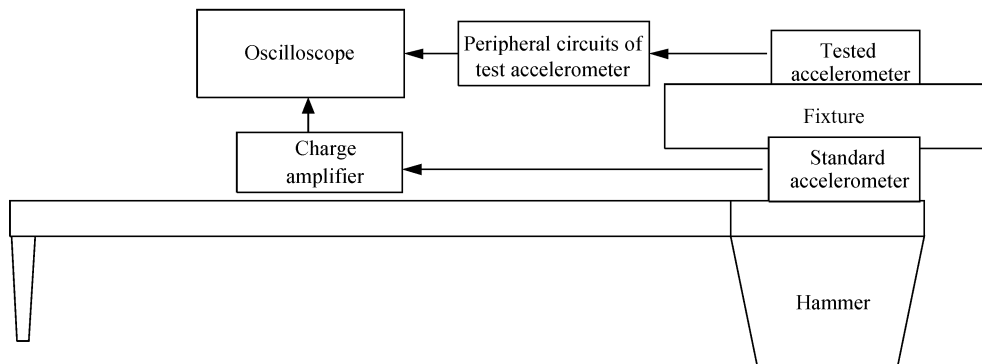 Oscilloscope
Peripheral circuits of
test accelerometer
Tested
accelerometer
Fixture
Charge
amplifier
Standard
accelerometer
Hammer